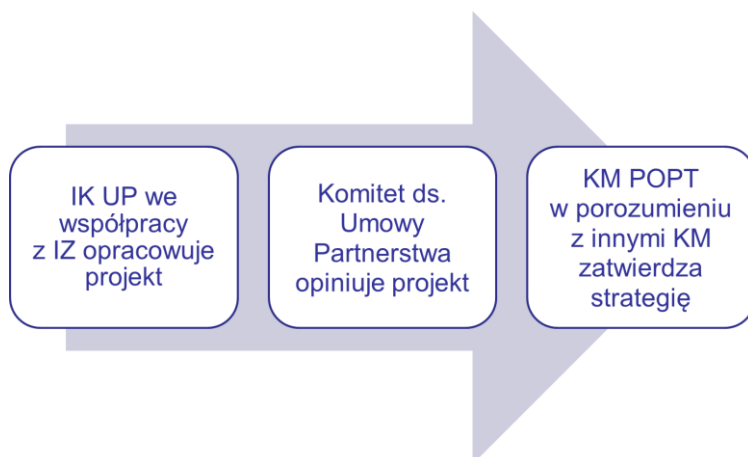 IK UP we
współpracy
z IZ opracowuje
projekt
Komitet ds.
Umowy
Partnerstwa
opiniuje projekt
KM POPT
w porozumieniu
z innymi KM
zatwierdza
strategię